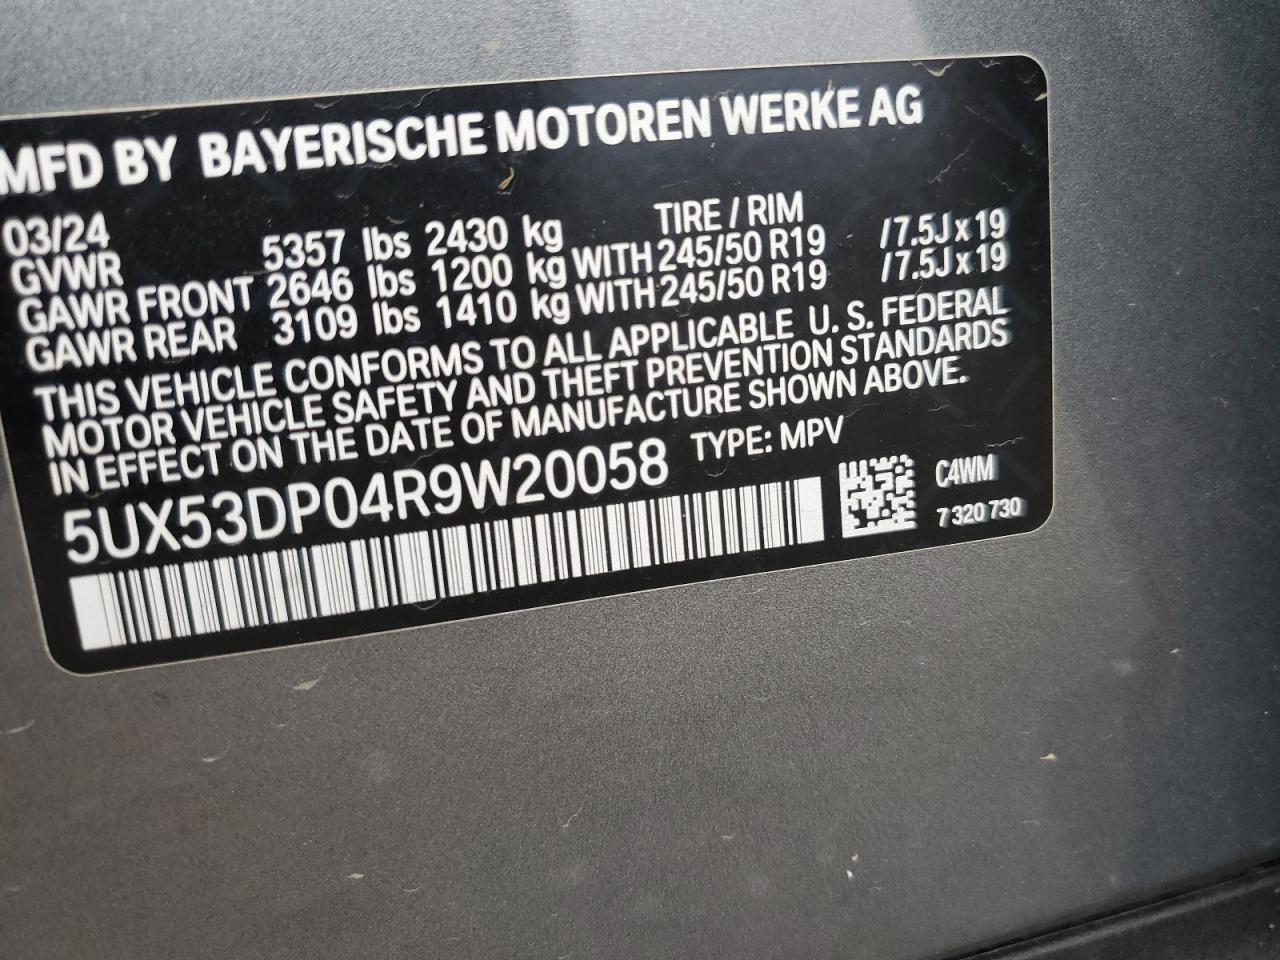 MFD BY BAYERISCHE MOTOREN WERKE AG
03/24 TIRE / RIM
GVWR 5357 lbs 2430 kg
GAWR FRONT 2646 lbs 1200 kg WITH 245/50 R19 /7.5J x 19
GAWR REAR 3109 lbs 1410 kg WITH 245/50 R19 /7.5J x 19
THIS VEHICLE CONFORMS TO ALL APPLICABLE U. S. FEDERAL
MOTOR VEHICLE SAFETY AND THEFT PREVENTION STANDARDS
IN EFFECT ON THE DATE OF MANUFACTURE SHOWN ABOVE.
5UX53DP04R9W20058 TYPE: MPV
C4WM
7 320 730